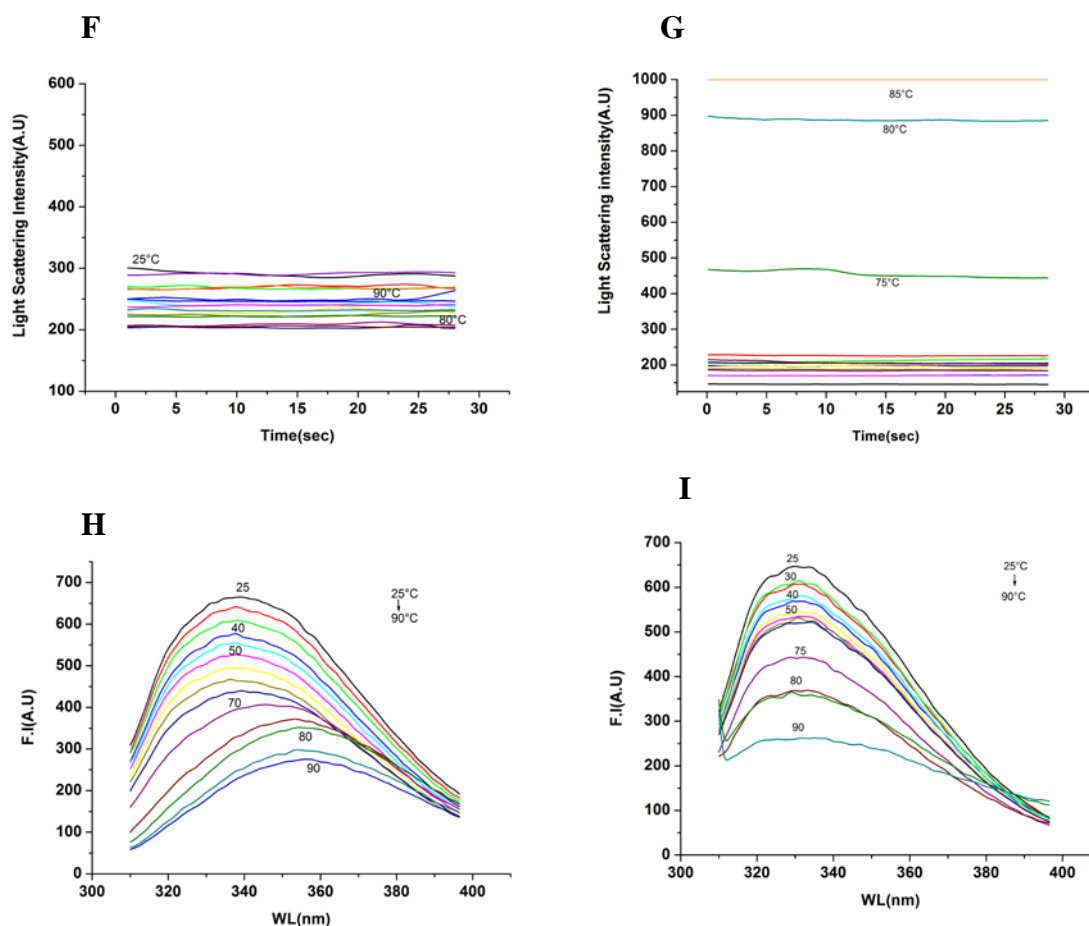 F
G
600
500
400
300
200
100
Light Scattering Intensity(A.U)
25°C
90°C
80°C
0 5 10 15 20 25 30
Time(sec)
1000
900
800
700
600
500
400
300
200
Light Scattering intensity(A.U)
85°C
80°C
75°C
0 5 10 15 20 25 30
Time(sec)
H
I
700
600
500
400
300
200
100
0
F.I(A.U)
25
40
50
70
80
90
25°C
90°C
300 320 340 360 380 400
WL(nm)
700
600
500
400
300
200
100
0
F.I(A.U)
25
30
40
50
75
80
90
25°C
90°C
300 320 340 360 380 400
WL(nm)